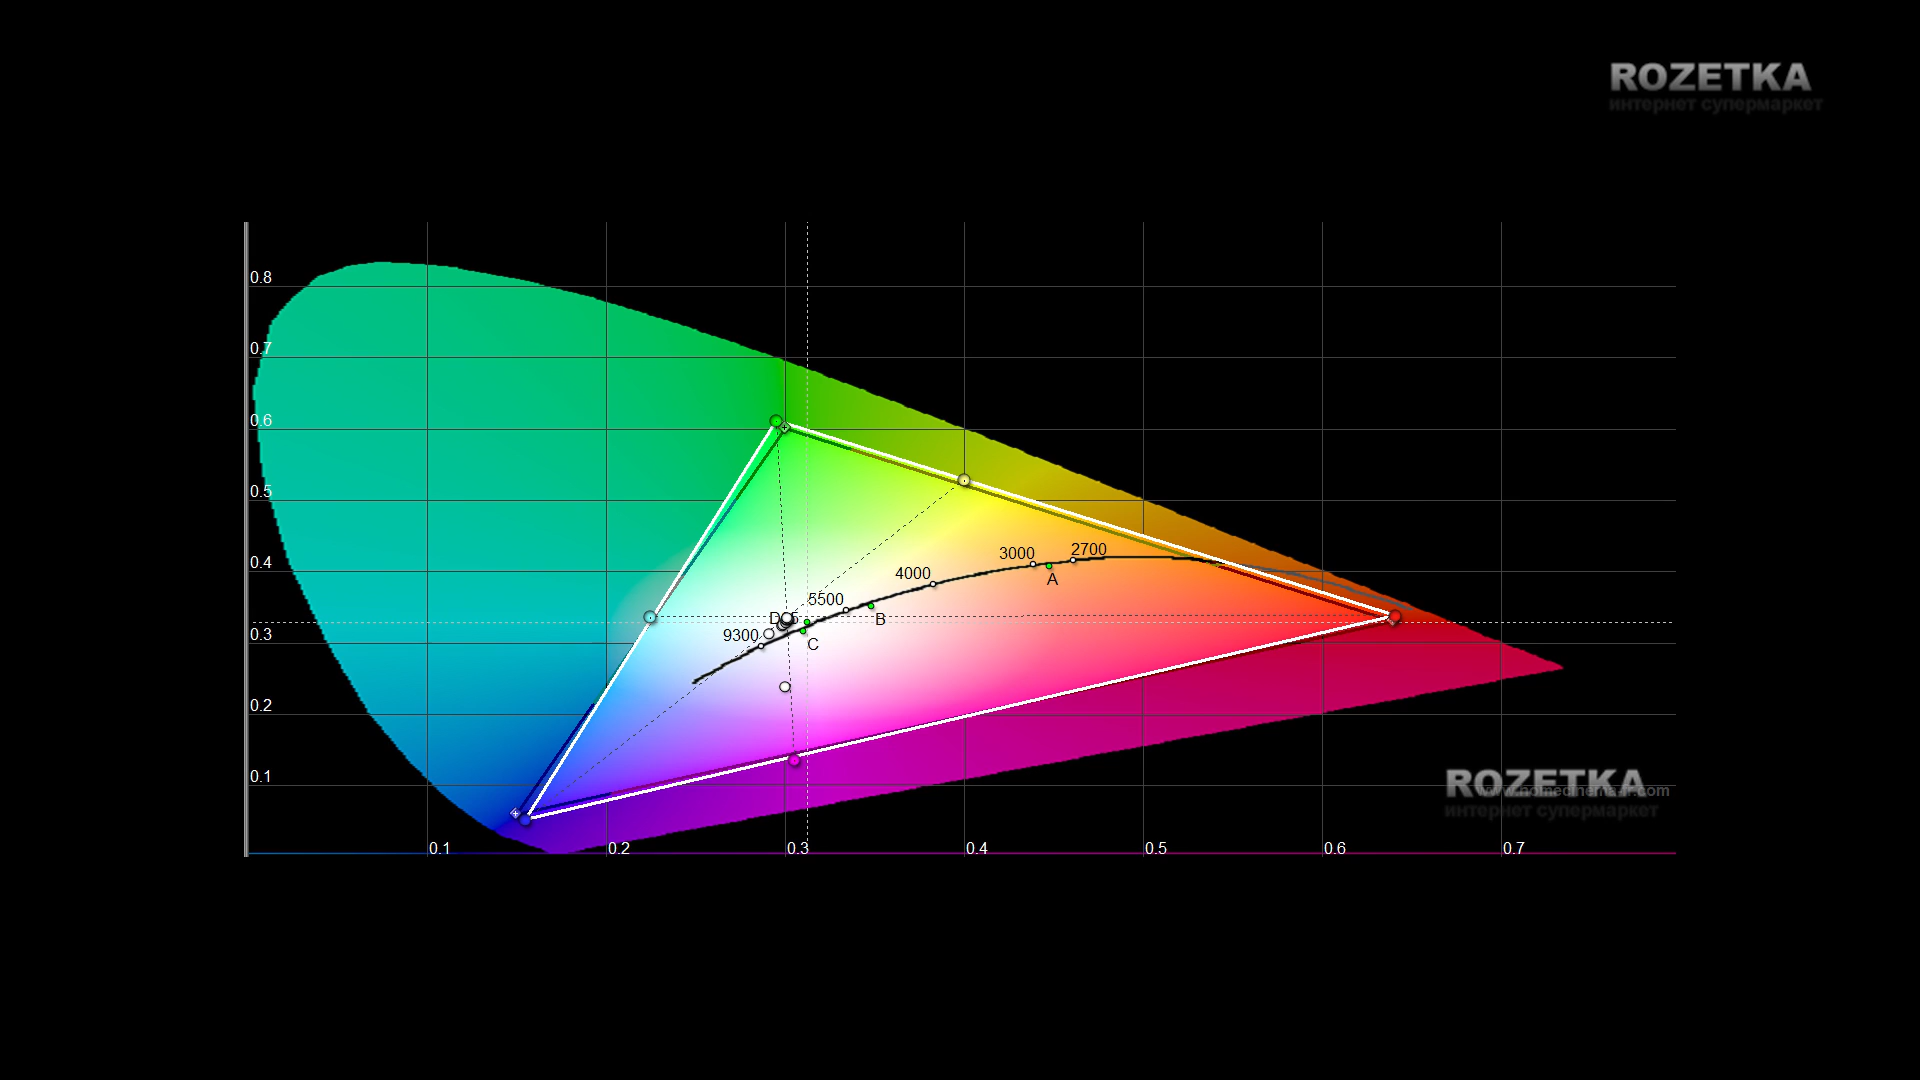 ROZETKA
интернет супермаркет
0.8
0.7
0.6
0.5
0.4
0.3
0.2
0.1
3000
2700
A
4000
5500
B
9300
C
ROZETKA
интернет супермаркет
0.1
0.2
0.3
0.4
0.5
0.6
0.7